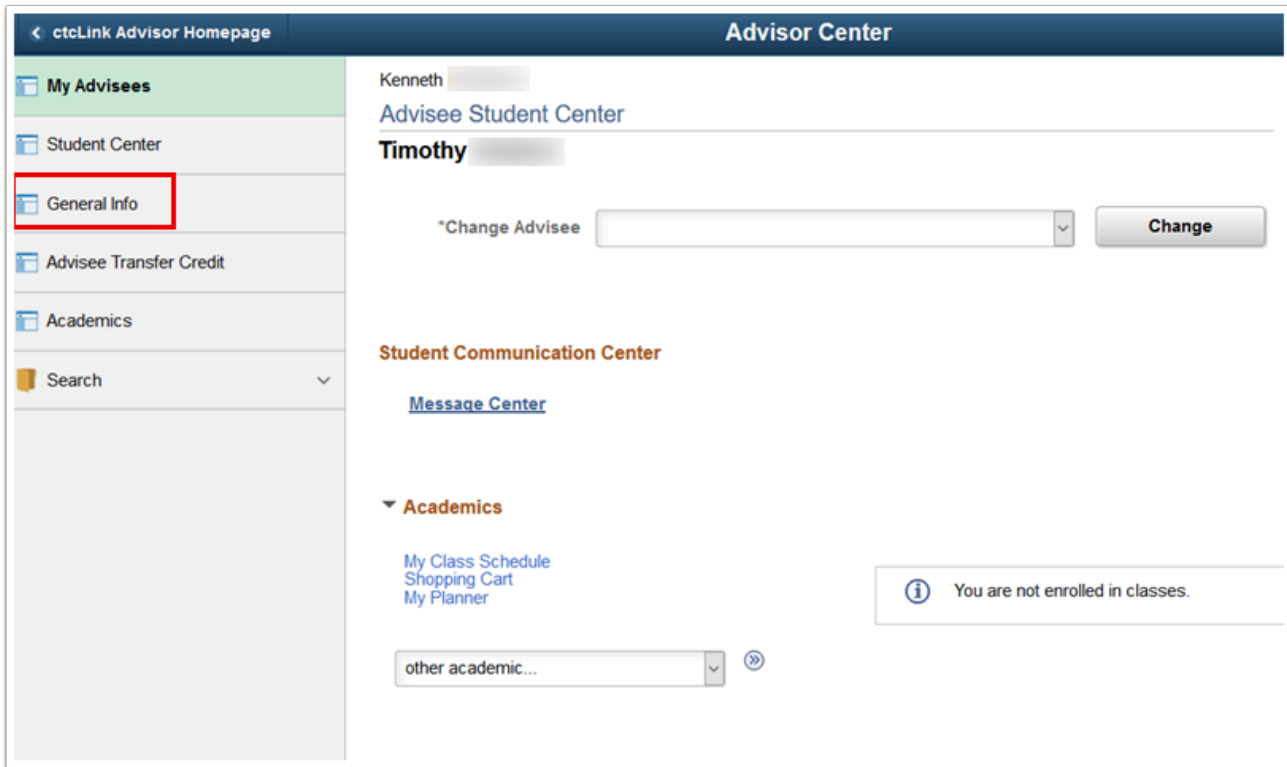 ctcLink Advisor Homepage
Advisor Center
My Advisees
Student Center
General Info
Advisee Transfer Credit
Academics
Search
Kenneth
Advisee Student Center
Timothy
*Change Advisee
Change
Student Communication Center
Message Center
Academics
My Class Schedule
Shopping Cart
My Planner
You are not enrolled in classes.
other academic...